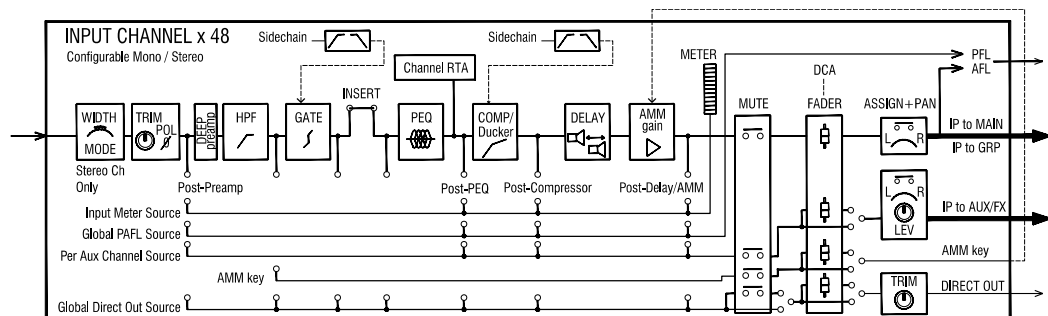 INPUT CHANNEL x 48
Configurable Mono / Stereo
Sidechain
Sidechain
Channel RTA
METER
PFL
AFL
DCA
INSERT
MUTE
FADER
ASSIGN+PAN
WIDTH
MODE
TRIM
POL
DEEP
preamp
HPF
GATE
PEQ
COMP/
Ducker
DELAY
AMM
gain
L R
IP to MAIN
IP to GRP
Stereo Ch
Only
Post-Preamp
Post-PEQ
Post-Compressor
Post-Delay/AMM
Input Meter Source
Global PAFL Source
Per Aux Channel Source
AMM key
Global Direct Out Source
L R
LEV
IP to AUX/FX
AMM key
TRIM
DIRECT OUT